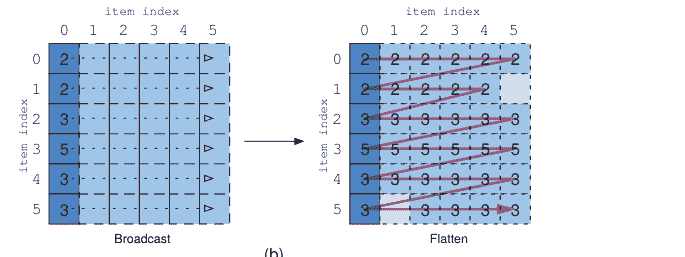 item index item index
0 1 2 3 4 5 0 1 2 3 4 5
0 2 0 2 2 2 2 2 2
1 2 1 2 2 2 2 2
item index item index
2 3 2 3 3 3 3 3 3
3 5 3 5 5 5 5 5 5
4 3 4 3 3 3 3 3 3
5 3 5 3 3 3 3 3
Broadcast Flatten
(b)